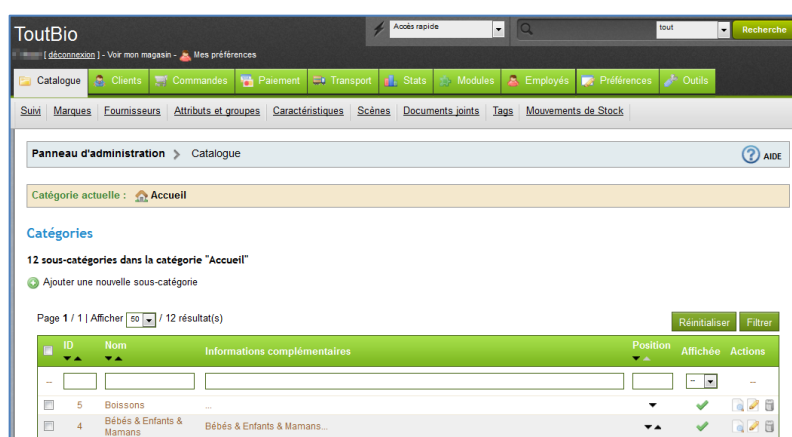 ToutBio
Accès rapide
tout
Recherche
[ déconnexion ] - Voir mon magasin - Mes préférences
Catalogue Clients Commandes Paiement Transport Stats Modules Employés Préférences Outils
Suivi Marques Fournisseurs Attributs et groupes Caractéristiques Scènes Documents joints Tags Mouvements de Stock
Panneau d'administration > Catalogue
? AIDE
Catégorie actuelle : Accueil
Catégories
12 sous-catégories dans la catégorie "Accueil"
Ajouter une nouvelle sous-catégorie
Page 1 / 1 | Afficher 50 / 12 résultat(s)
Réinitialiser Filtrer
ID Nom Informations complémentaires Position Affichée Actions
-- -- --
5 Boissons ...
4 Bébés & Enfants & Mamans Bébés & Enfants & Mamans...